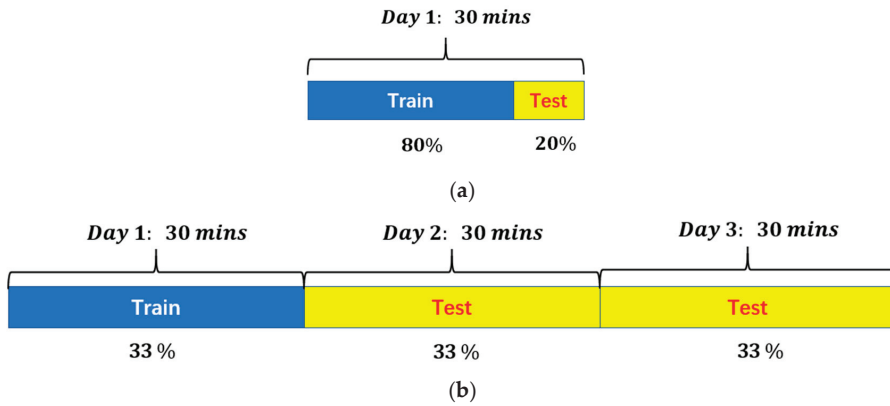 Day 1: 30 mins
Train Test
80% 20%
(a)
Day 1: 30 mins Day 2: 30 mins Day 3: 30 mins
Train Test Test
33 % 33 % 33 %
(b)